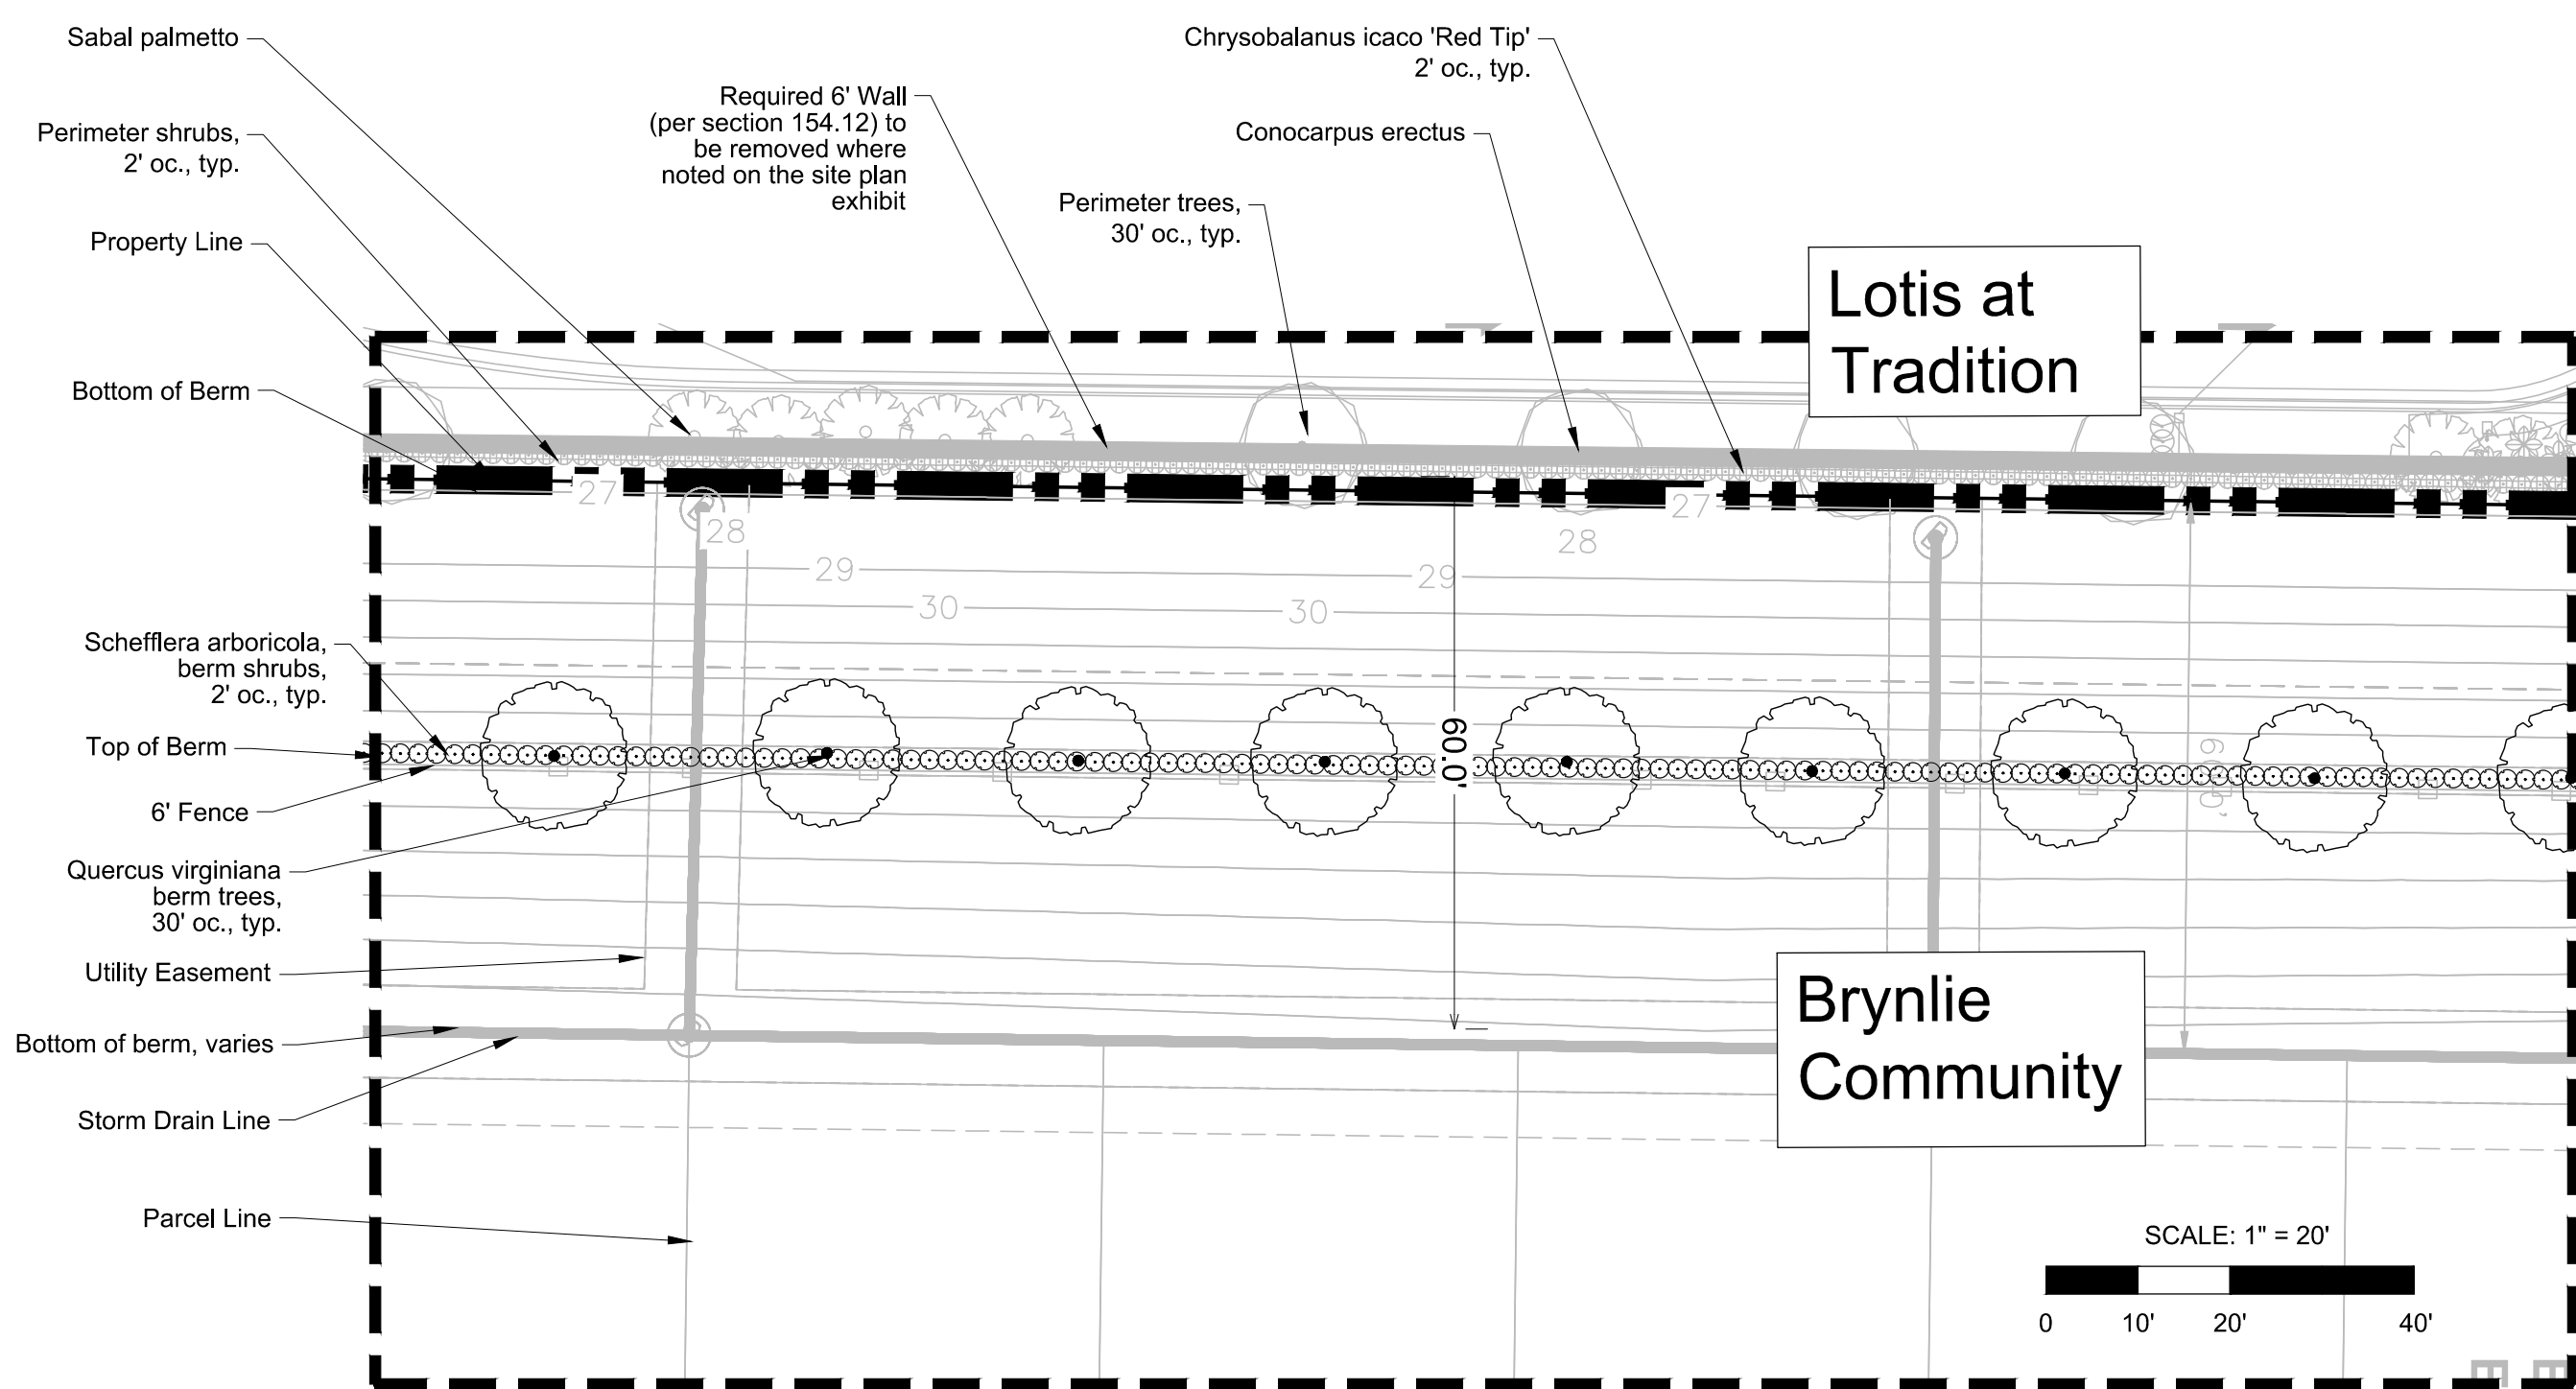 Sabal palmetto
Perimeter shrubs,
2' oc., typ.
Property Line
Bottom of Berm
Required 6' Wall
(per section 154.12) to
be removed where
noted on the site plan
exhibit
Chrysobalanus icaco 'Red Tip'
2' oc., typ.
Conocarpus erectus
Perimeter trees,
30' oc., typ.
Lotis at
Tradition
27
27
28
28
29
29
30
30
Scheflera arboricola,
berm shrubs,
2' oc., typ.
Top of Berm
6' Fence
Quercus virginiana
berm trees,
30' oc., typ.
Utility Easement
Bottom of berm, varies
Storm Drain Line
Parcel Line
60.0'
60.0'
Brynlie
Community
SCALE: 1" = 20'
0 10' 20' 40'